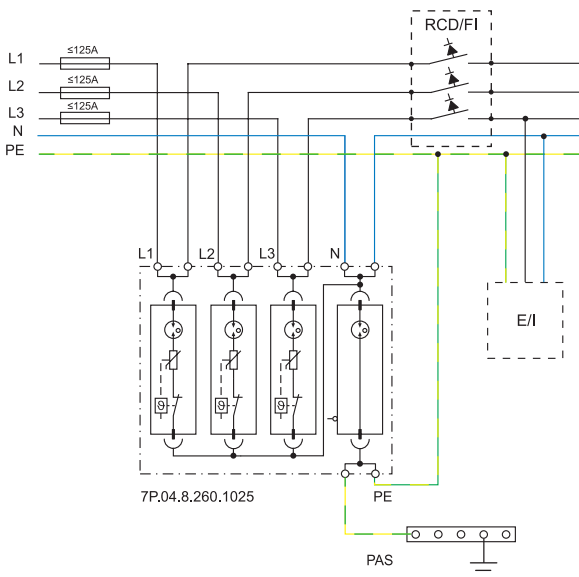 RCD/FI
≤125A
L1
≤125A
L2
≤125A
L3
N
PE
L1 L2 L3 N
E/I
ϑ ϑ ϑ
7P.04.8.260.1025 PE
PAS